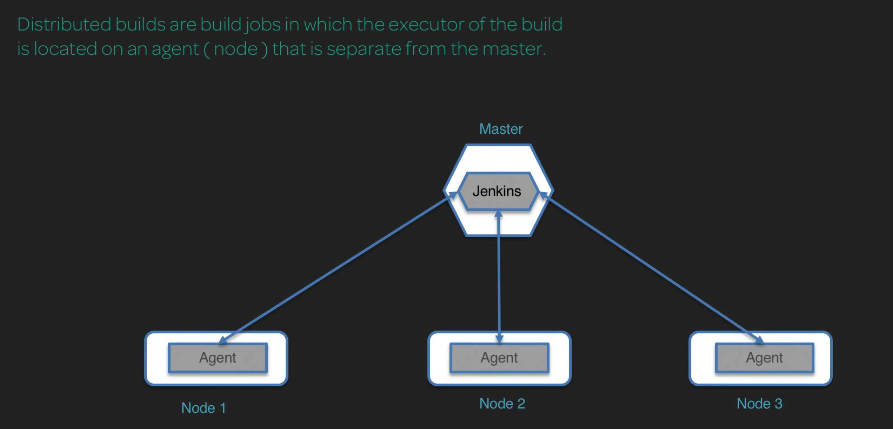 Distributed builds are build jobs in which the executor of the build
is located on an agent ( node ) that is separate from the master.
Master
Jenkins
Agent
Agent
Agent
Node 1
Node 2
Node 3